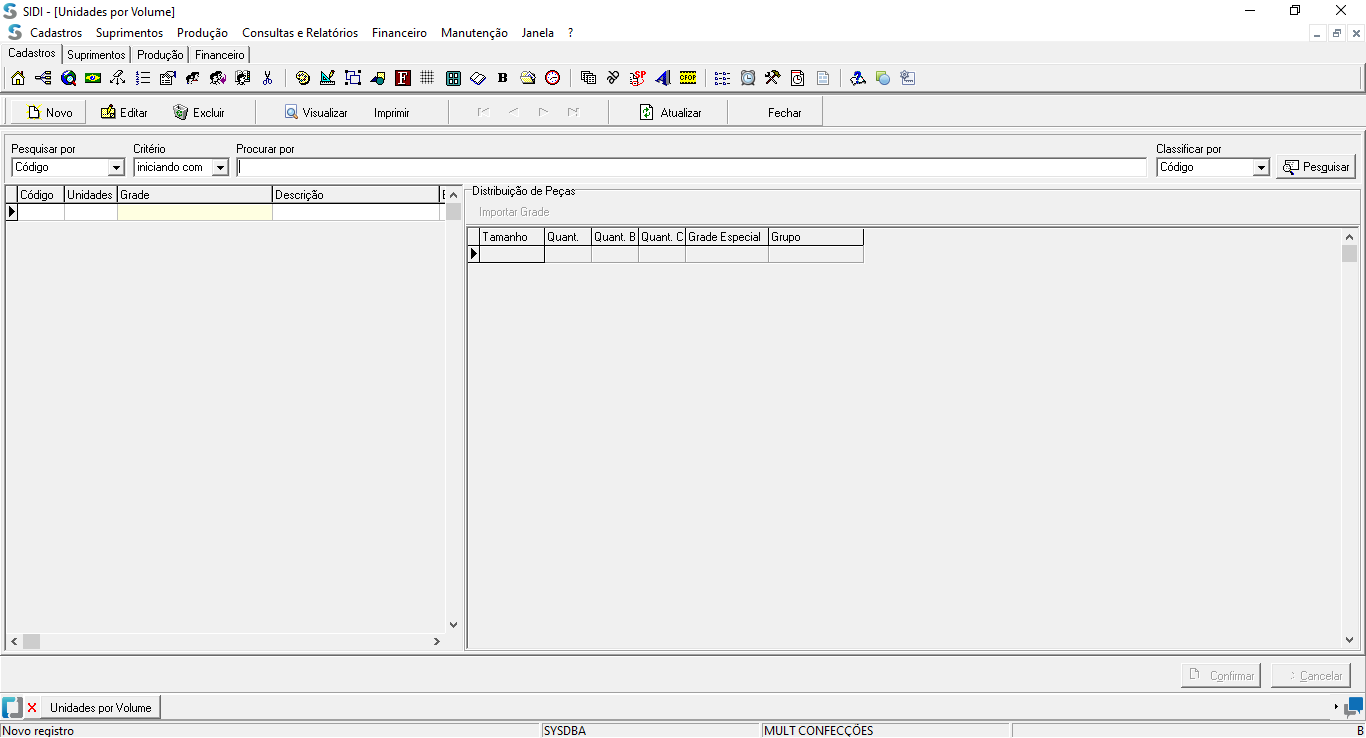 SIDI - [Unidades por Volume]
Cadastros Suprimentos Produção Consultas e Relatórios Financeiro Manutenção Janela ?
Cadastros Suprimentos Produção Financeiro
F B SP CFOP
Novo Editar Excluir Visualizar Imprimir Atualizar Fechar
Pesquisar por Critério Procurar por Classificar por
Código iniciando com Código Pesquisar
Código Unidades Grade Descrição
Distribuição de Peças
Importar Grade
Tamanho Quant. Quant. B Quant. C Grade Especial Grupo
Confirmar Cancelar
Unidades por Volume
Novo registro SYSDBA MULT CONFECÇÕES B